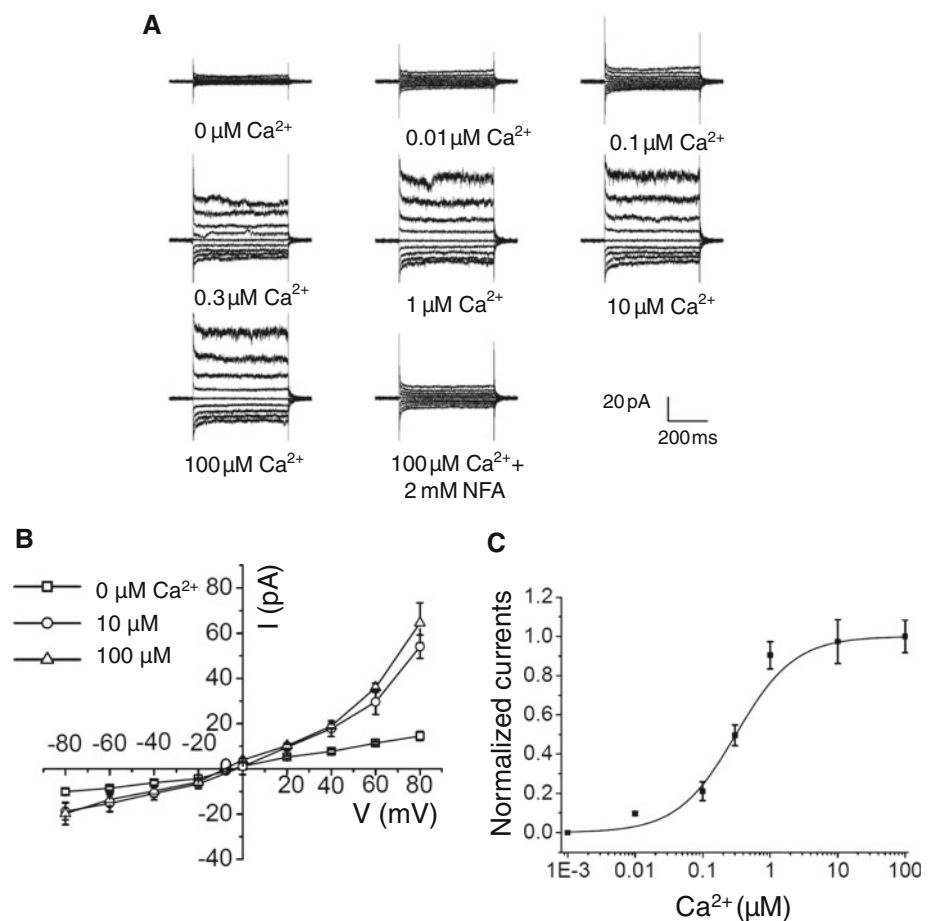 A
0 µM Ca²⁺
0.01 µM Ca²⁺
0.1 µM Ca²⁺
0.3 µM Ca²⁺
1 µM Ca²⁺
10 µM Ca²⁺
100 µM Ca²⁺
100 µM Ca²⁺ +
2 mM NFA
20 pA
200 ms
B
0 µM Ca²⁺
10 µM
100 µM
I (pA)
80
60
40
20
0
-20
-40
-80 -60 -40 -20
20 40 60 80
V (mV)
C
Normalized currents
1.2
1.0
0.8
0.6
0.4
0.2
0.0
1E-3 0.01 0.1 1 10 100
Ca²⁺ (µM)